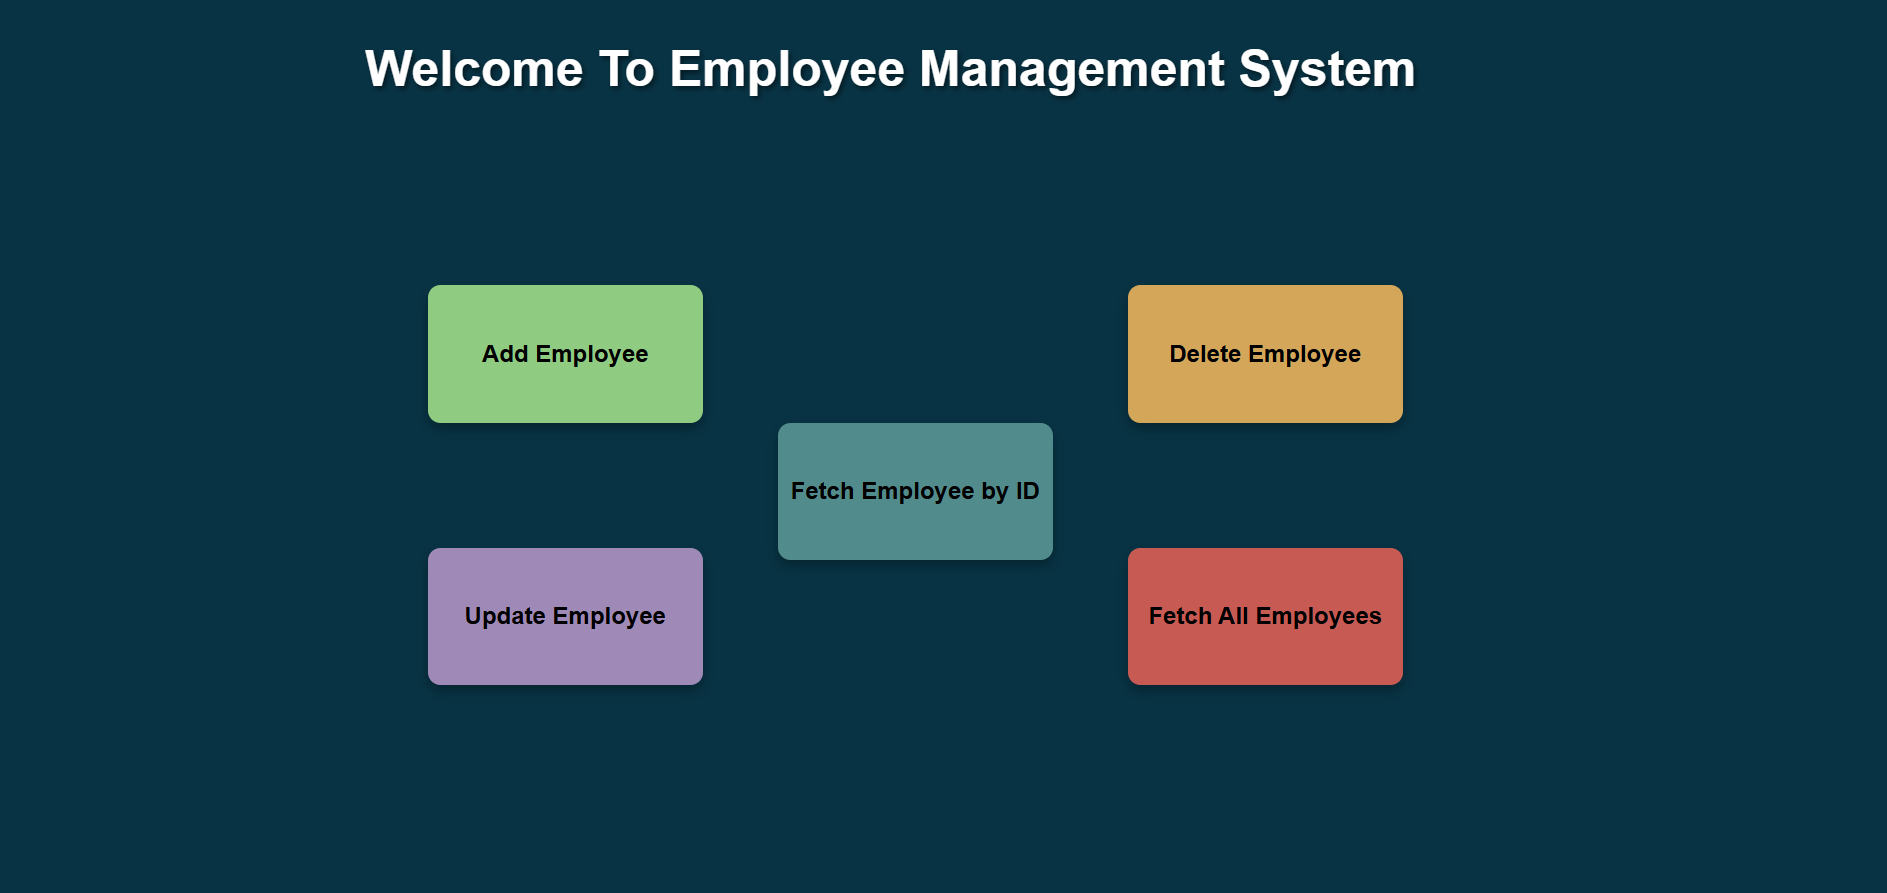 Welcome To Employee Management System
Add Employee
Delete Employee
Fetch Employee by ID
Update Employee
Fetch All Employees